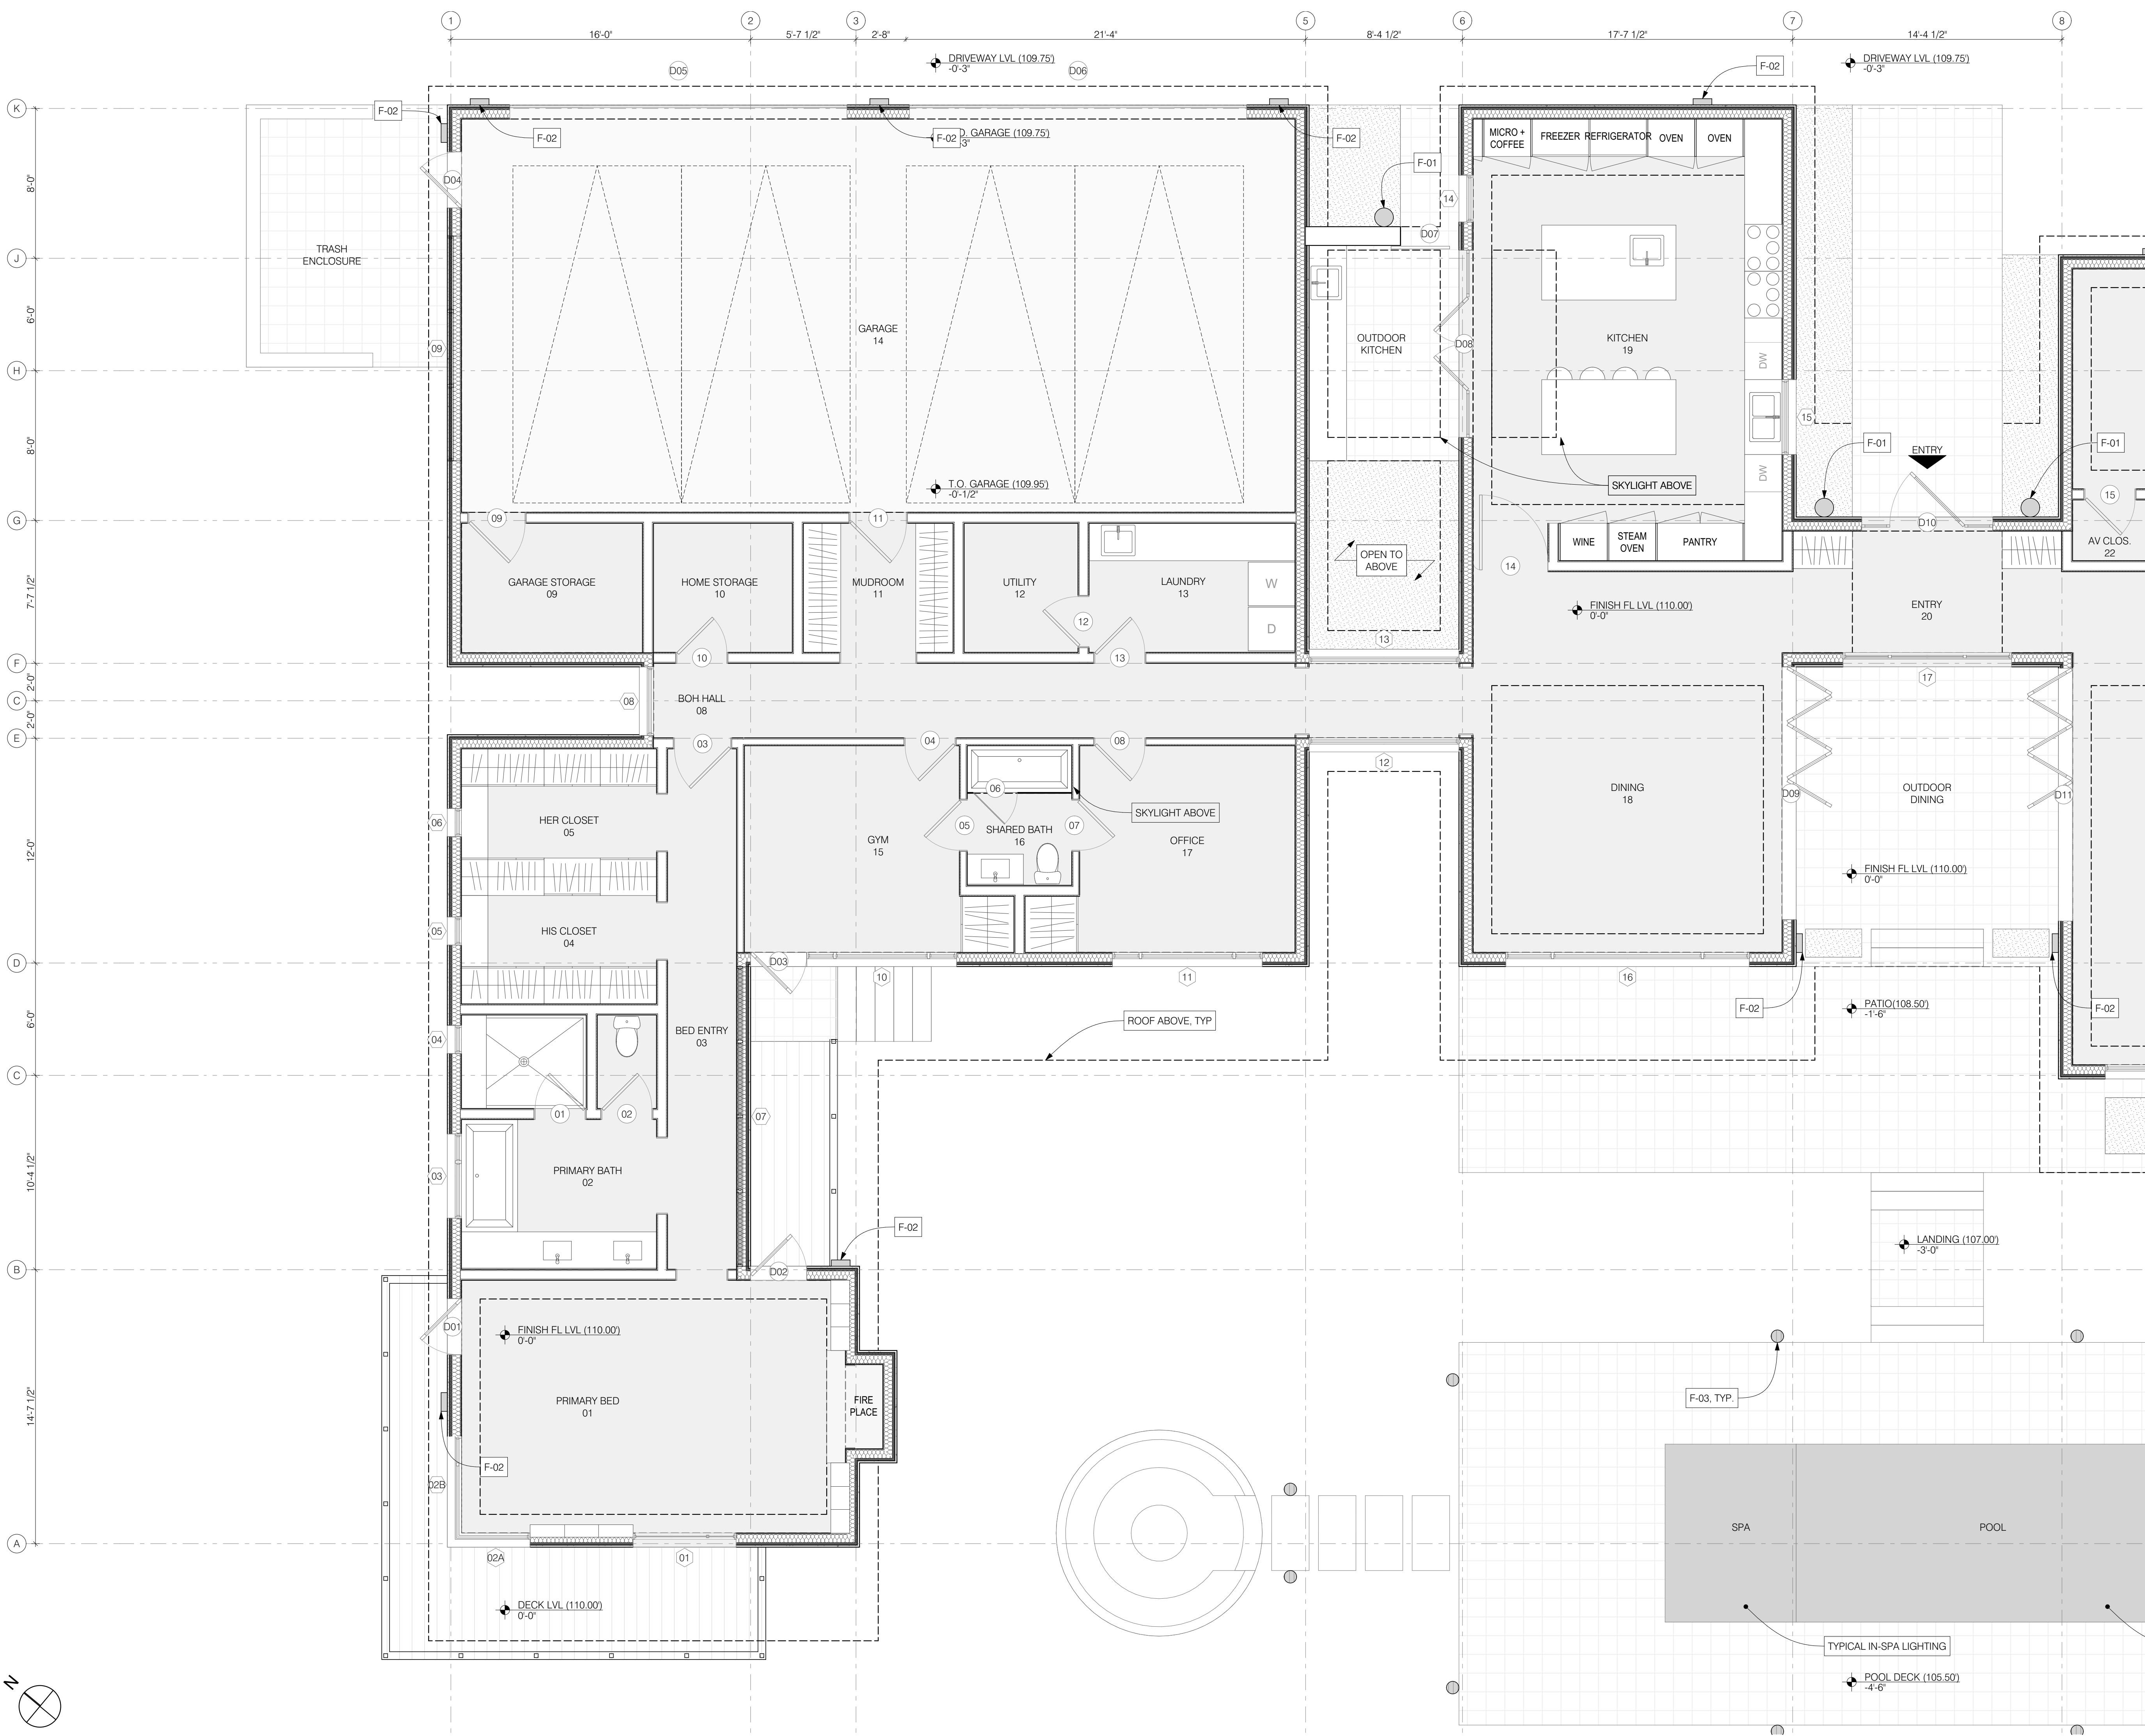 1 2 3 5 6 7 8
16'-0" 5'-7 1/2" 2'-8" 21'-4" 8'-4 1/2" 17'-7 1/2" 14'-4 1/2"
D05
D06
DRIVEWAY LVL (109.75')
-0'-3"
DRIVEWAY LVL (109.75')
-0'-3"
F-02
K
F-02
F-02
F-02
O. GARAGE (109.75')
-3"
F-02
MICRO +
COFFEE
FREEZER
REFRIGERATOR
OVEN
OVEN
F-01
D04
8'-0"
14
D07
TRASH
ENCLOSURE
J
6'-0"
GARAGE
14
09
OUTDOOR
KITCHEN
D08
KITCHEN
19
DW
H
15
8'-0"
F-01
ENTRY
F-01
DW
SKYLIGHT ABOVE
T.O. GARAGE (109.95')
-0'-1/2"
15
G
09
11
D10
WINE
STEAM
OVEN
PANTRY
AV CLOS.
22
OPEN TO
ABOVE
14
7'-7 1/2"
GARAGE STORAGE
09
HOME STORAGE
10
MUDROOM
11
UTILITY
12
LAUNDRY
13
W
D
12
FINISH FL LVL (110.00')
0'-0"
ENTRY
20
13
F
10
13
17
2'-0"
C
08
BOH HALL
08
2'-0"
E
03
04
08
12
06
DINING
18
D09
OUTDOOR
DINING
D11
SKYLIGHT ABOVE
06
HER CLOSET
05
05
SHARED BATH
16
07
GYM
15
OFFICE
17
12'-0"
FINISH FL LVL (110.00')
0'-0"
05
HIS CLOSET
04
D
D03
10
11
16
F-02
PATIO(108.50')
-1'-6"
F-02
6'-0"
ROOF ABOVE, TYP
BED ENTRY
03
04
C
01
02
07
10'-4 1/2"
03
PRIMARY BATH
02
F-02
LANDING (107.00')
-3'-0"
B
D02
D01
FINISH FL LVL (110.00')
0'-0"
14'-7 1/2"
PRIMARY BED
01
FIRE
PLACE
F-03, TYP.
F-02
02B
SPA
POOL
A
02A
01
DECK LVL (110.00')
0'-0"
TYPICAL IN-SPA LIGHTING
POOL DECK (105.50')
-4'-6"
N